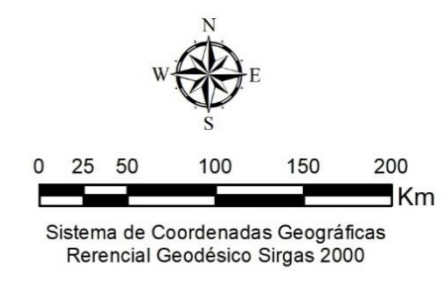 N
W E
S
0 25 50 100 150 200
Km
Sistema de Coordenadas Geográficas
Rerencial Geodésico Sirgas 2000